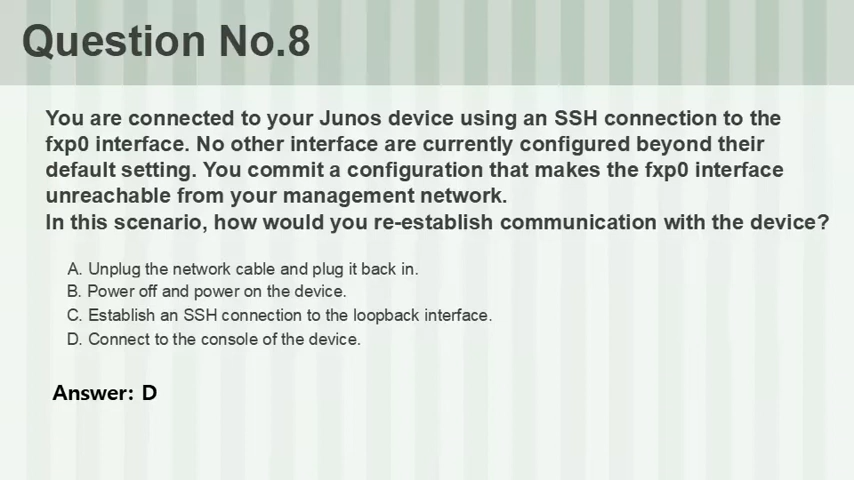 Question No.8
You are connected to your Junos device using an SSH connection to the
fxp0 interface. No other interface are currently configured beyond their
default setting. You commit a configuration that makes the fxp0 interface
unreachable from your management network.
In this scenario, how would you re-establish communication with the device?
A. Unplug the network cable and plug it back in.
B. Power off and power on the device.
C. Establish an SSH connection to the loopback interface.
D. Connect to the console of the device.
Answer: D